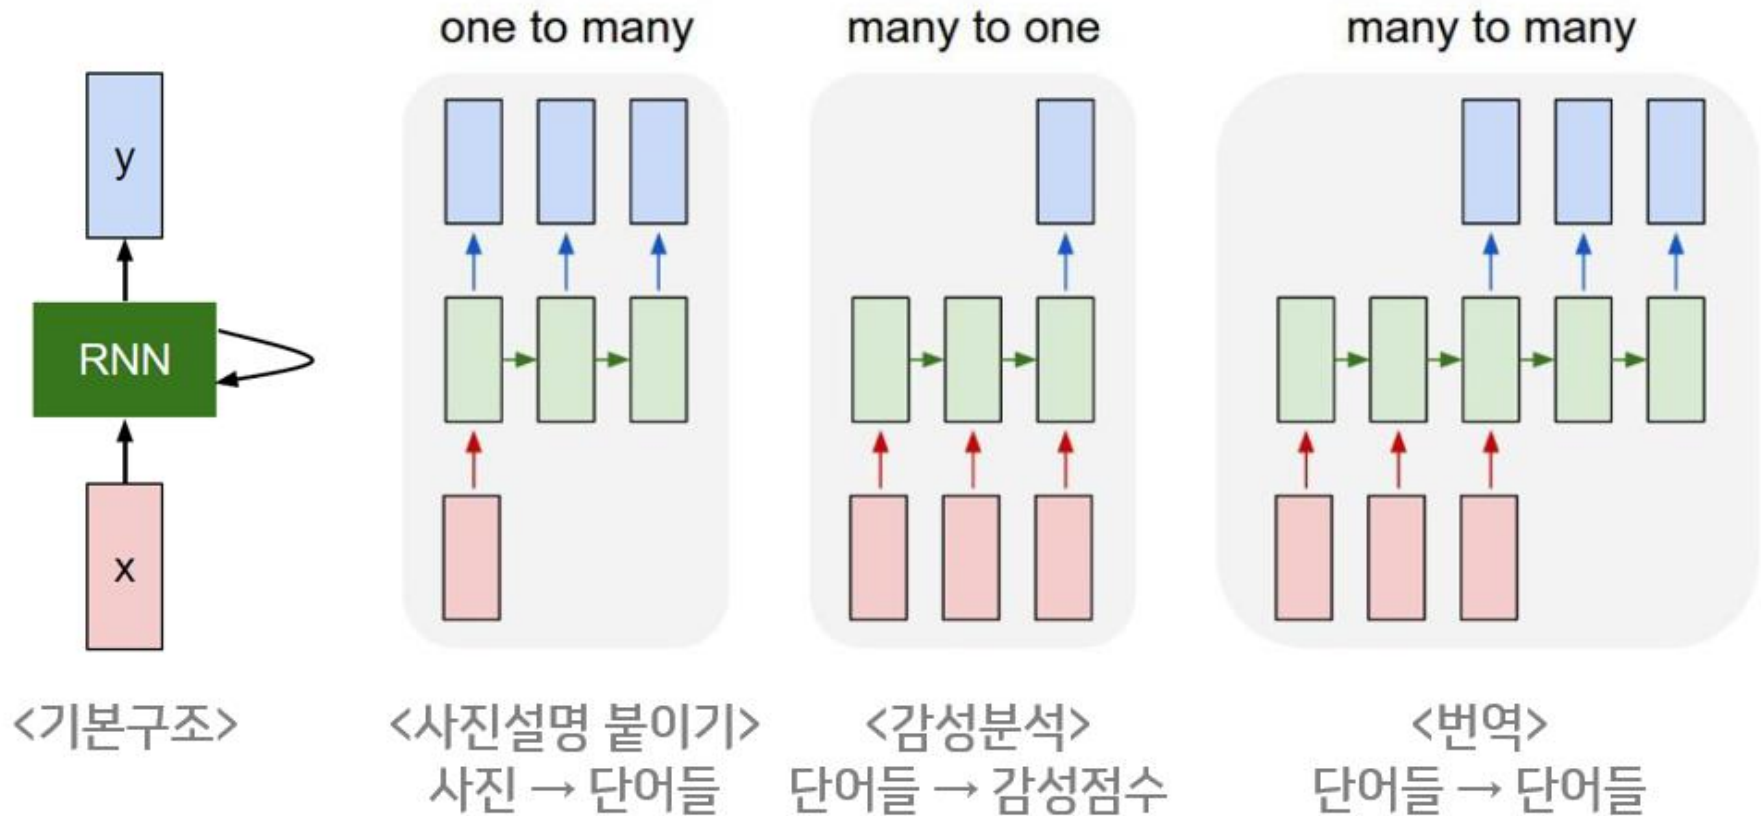 one to many
many to one
many to many
y
RNN
x
<기본구조>
<사진설명 붙이기>
사진 → 단어들
<감성분석>
단어들 → 감성점수
<번역>
단어들 → 단어들